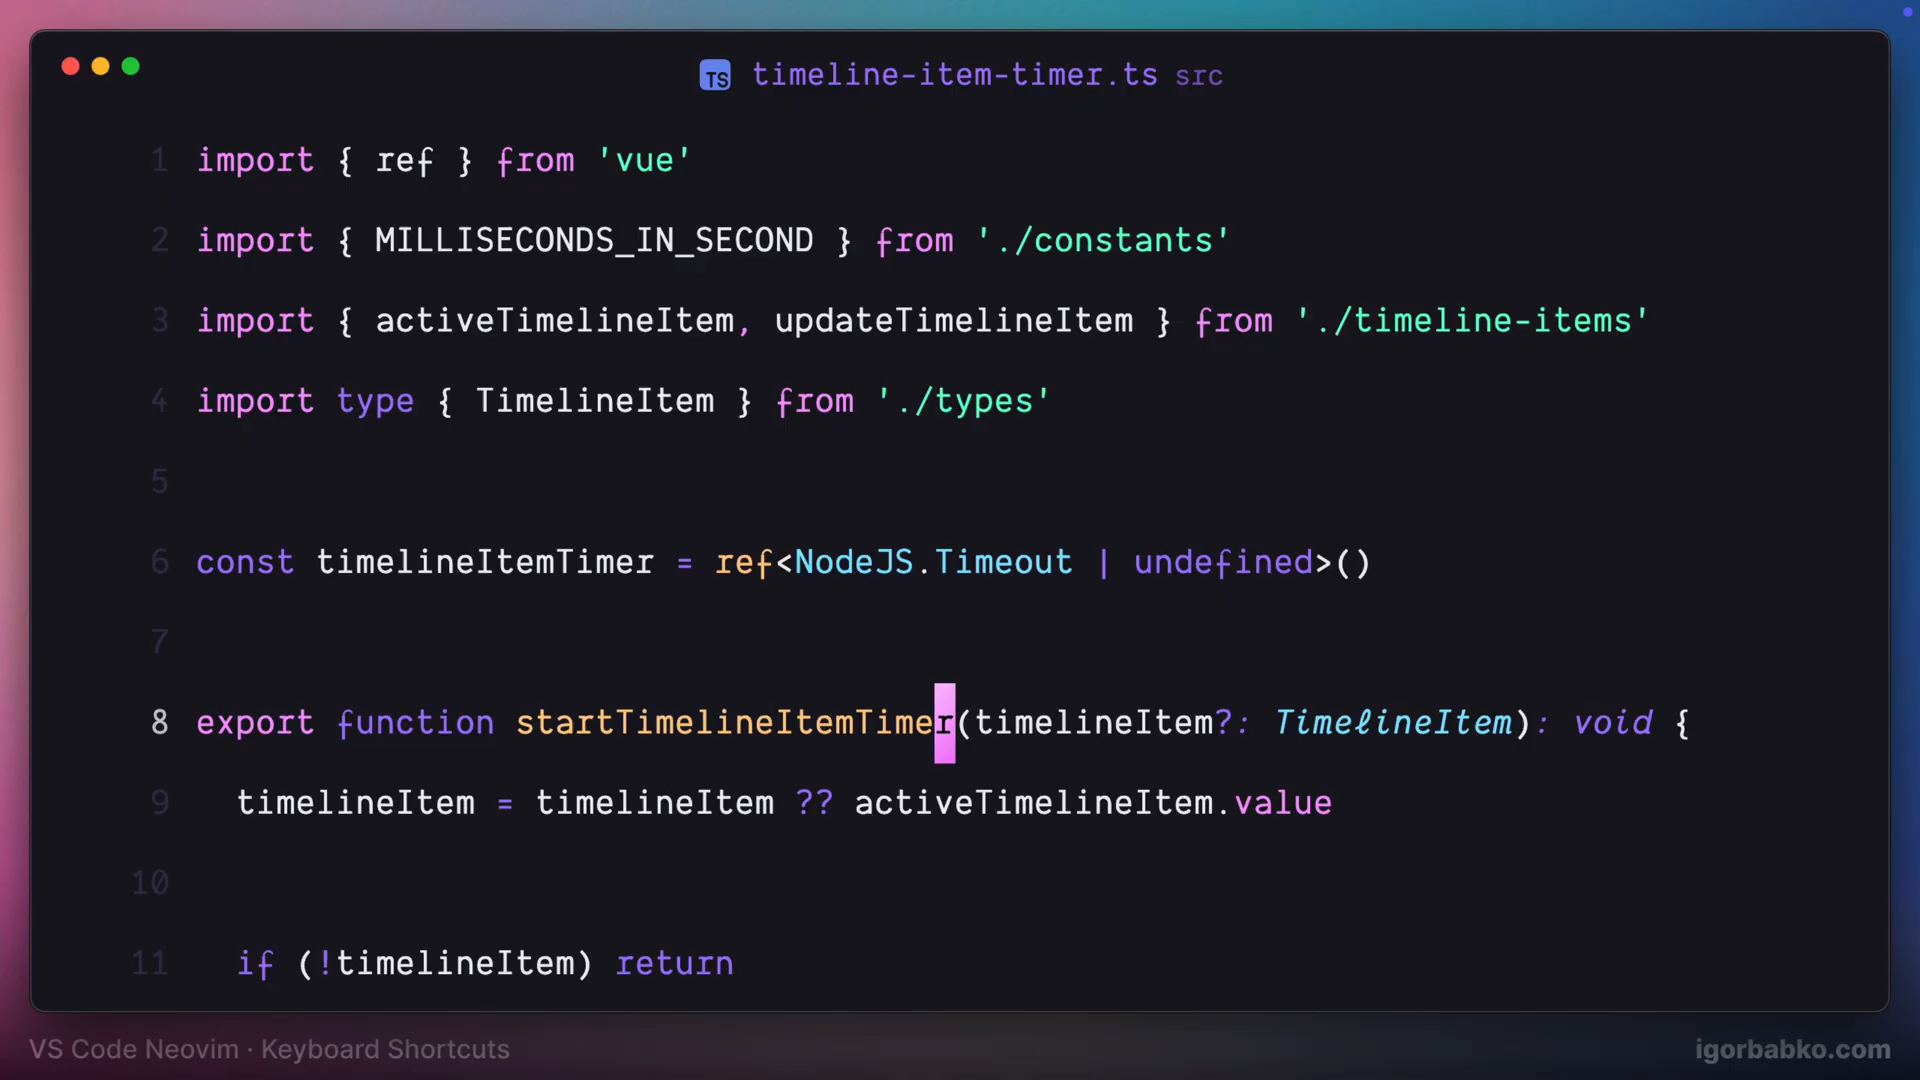 TS timeline-item-timer.ts src
1 import { ref } from 'vue'
2 import { MILLISECONDS_IN_SECOND } from './constants'
3 import { activeTimelineItem, updateTimelineItem } from './timeline-items'
4 import type { TimelineItem } from './types'
5
6 const timelineItemTimer = ref<NodeJS.Timeout | undefined>()
7
8 export function startTimelineItemTimer(timelineItem?: TimelineItem): void {
9 timelineItem = timelineItem ?? activeTimelineItem.value
10
11 if (!timelineItem) return
VS Code Neovim · Keyboard Shortcuts
igorbabko.com